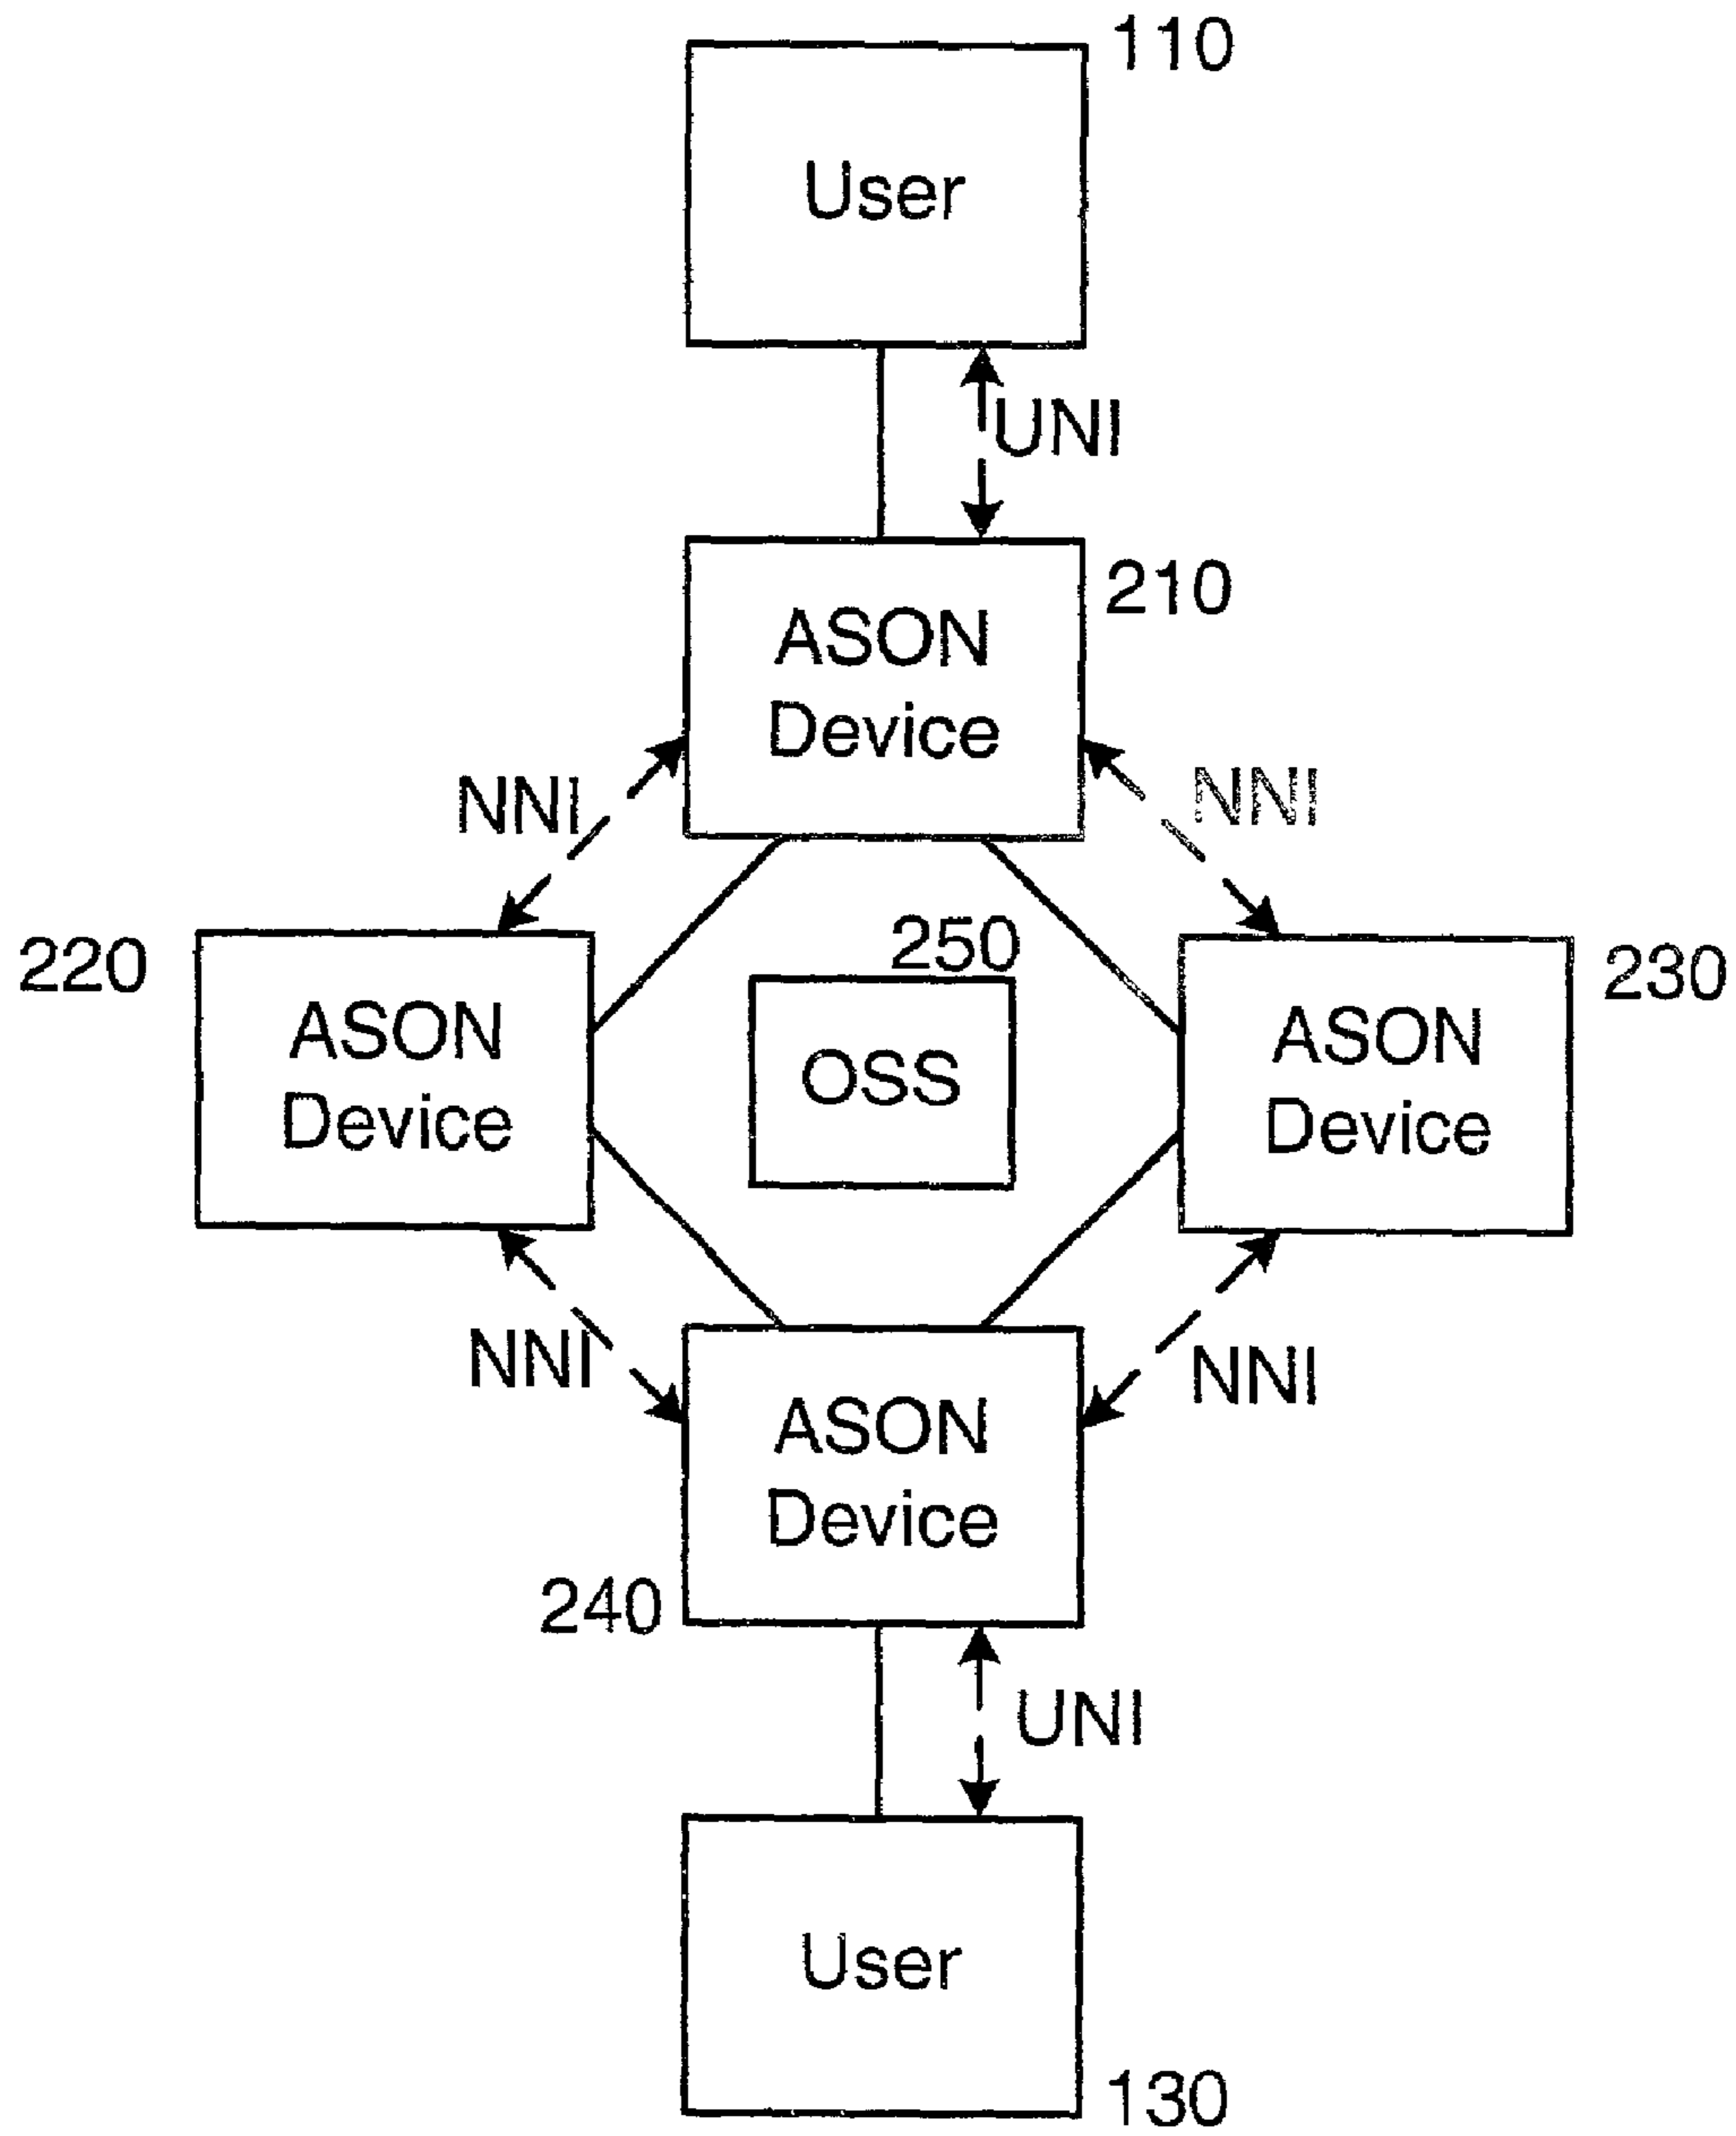 110
User
UNI
210
ASON
Device
NNI
NNI
220
250
230
ASON
Device
OSS
ASON
Device
NNI
NNI
ASON
Device
240
UNI
User
130